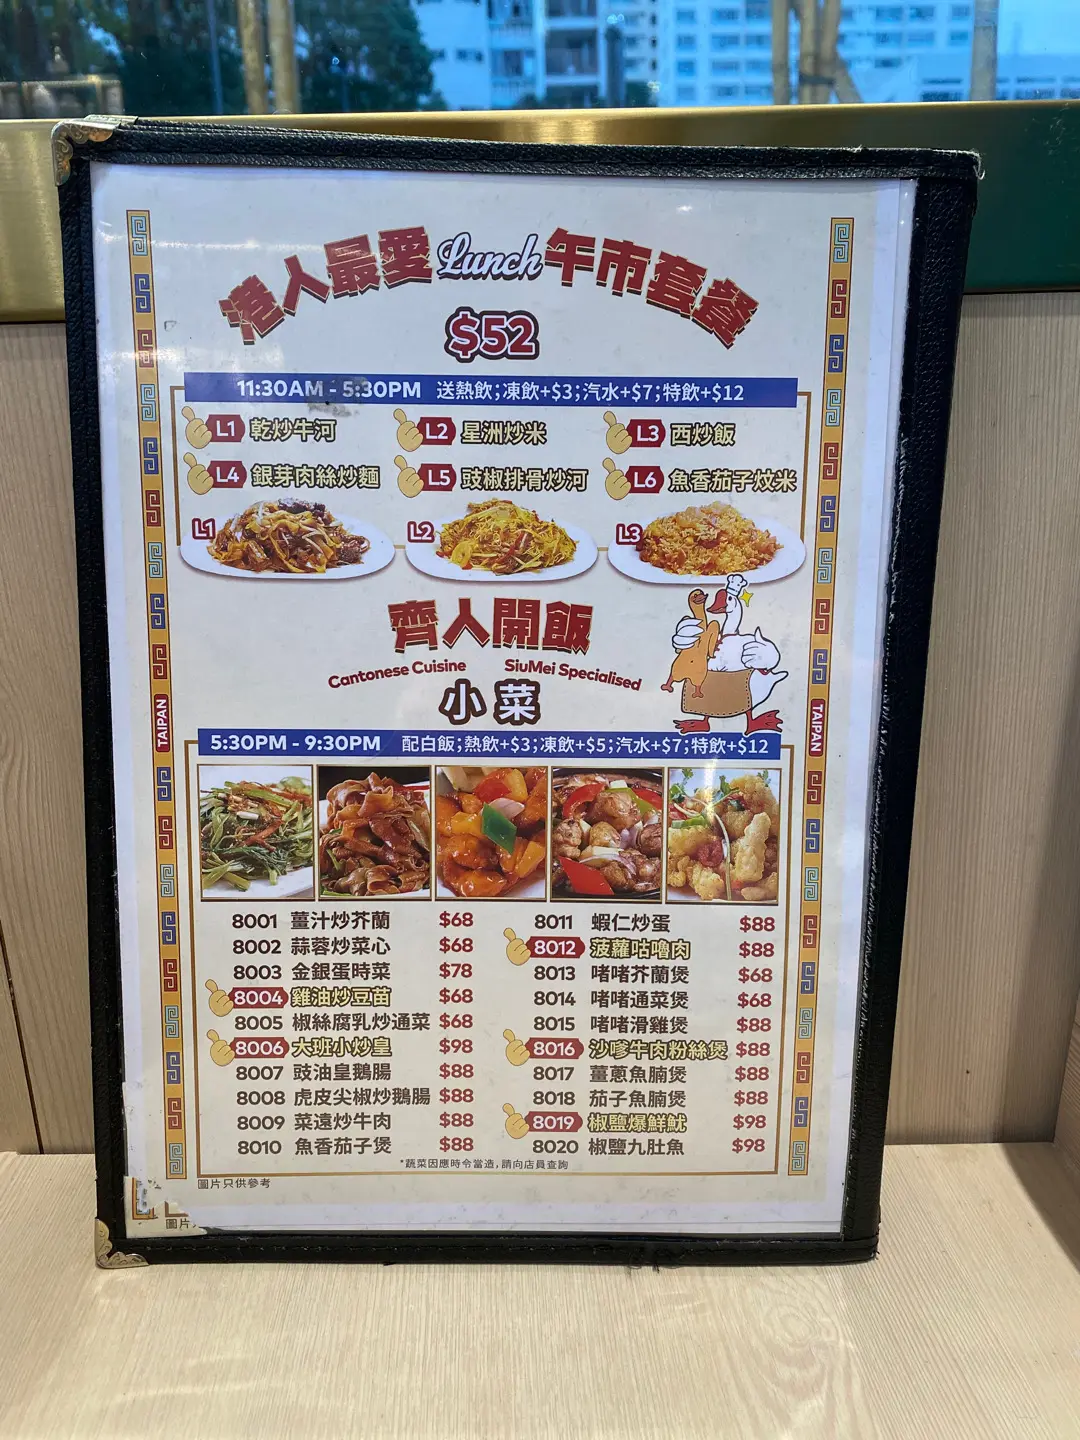 港人最愛 Lunch 午市套餐
$52
11:30AM - 5:30PM 送熱飲;凍飲+$3;汽水+$7;特飲+$12
L1 乾炒牛河 L2 星洲炒米 L3 西炒飯
L4 銀芽肉絲炒麵 L5 豉椒排骨炒河 L6 魚香茄子炆米
L1 L2 L3
齊人開飯
Cantonese Cuisine SiuMei Specialised
小菜
TAIPAN
TAIPAN
5:30PM - 9:30PM 配白飯;熱飲+$3;凍飲+$5;汽水+$7;特飲+$12
8001 薑汁炒芥蘭 $68
8002 蒜蓉炒菜心 $68
8003 金銀蛋時菜 $78
8004 雞油炒豆苗 $68
8005 椒絲腐乳炒通菜 $68
8006 大班小炒皇 $98
8007 豉油皇鵝腸 $88
8008 虎皮尖椒炒鵝腸 $88
8009 菜遠炒牛肉 $88
8010 魚香茄子煲 $88
8011 蝦仁炒蛋 $88
8012 菠蘿咕嚕肉 $88
8013 啫啫芥蘭煲 $68
8014 啫啫通菜煲 $68
8015 啫啫滑雞煲 $88
8016 沙嗲牛肉粉絲煲 $88
8017 薑蔥魚腩煲 $88
8018 茄子魚腩煲 $88
8019 椒鹽爆鮮魷 $98
8020 椒鹽九肚魚 $98
*蔬菜因應時令當造,請向店員查詢
圖片只供參考
圖片